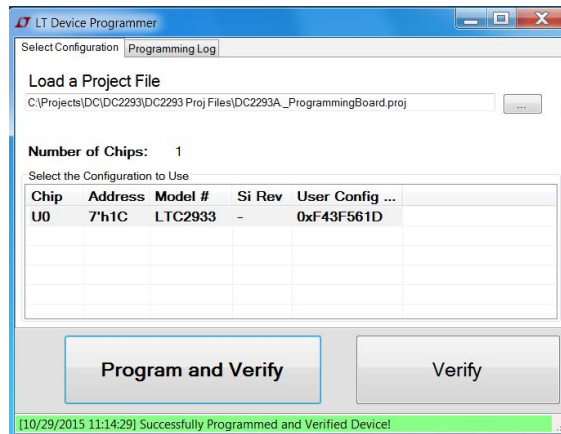 LT Device Programmer
Select Configuration Programming Log
Load a Project File
C:\Projects\DC\DC2293\DC2293 Proj Files\DC2293A._ProgrammingBoard.proj ...
Number of Chips: 1
Select the Configuration to Use
Chip Address Model # Si Rev User Config ...
U0 7'h1C LTC2933 - 0xF43F561D
Program and Verify Verify
[10/29/2015 11:14:29] Successfully Programmed and Verified Device!